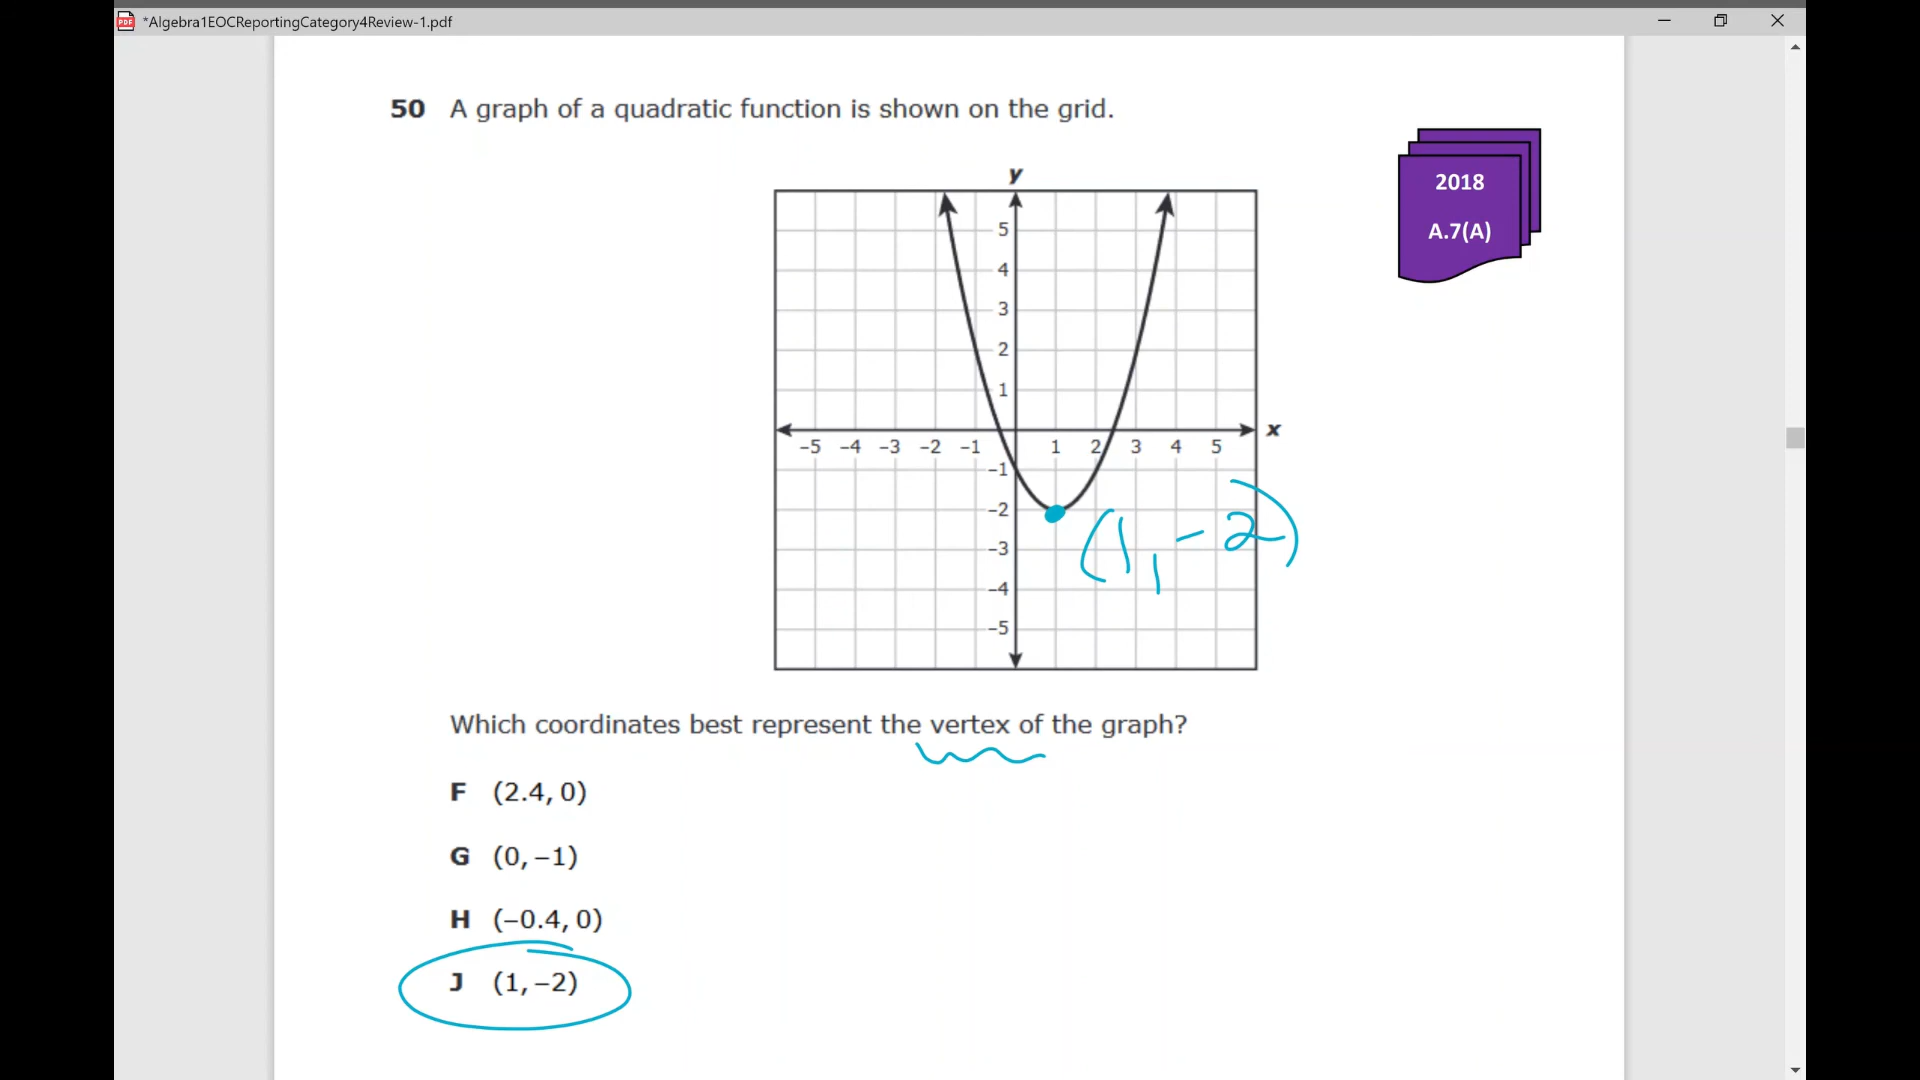 *Algebra1EOCReportingCategory4Review-1.pdf
50 A graph of a quadratic function is shown on the grid.
2018
A.7(A)
y
5
4
3
2
1
x
–5 –4 –3 –2 –1 1 2 3 4 5
–1
–2
–3
–4
–5
(1, -2)
Which coordinates best represent the vertex of the graph?
F (2.4, 0)
G (0, –1)
H (–0.4, 0)
J (1, –2)